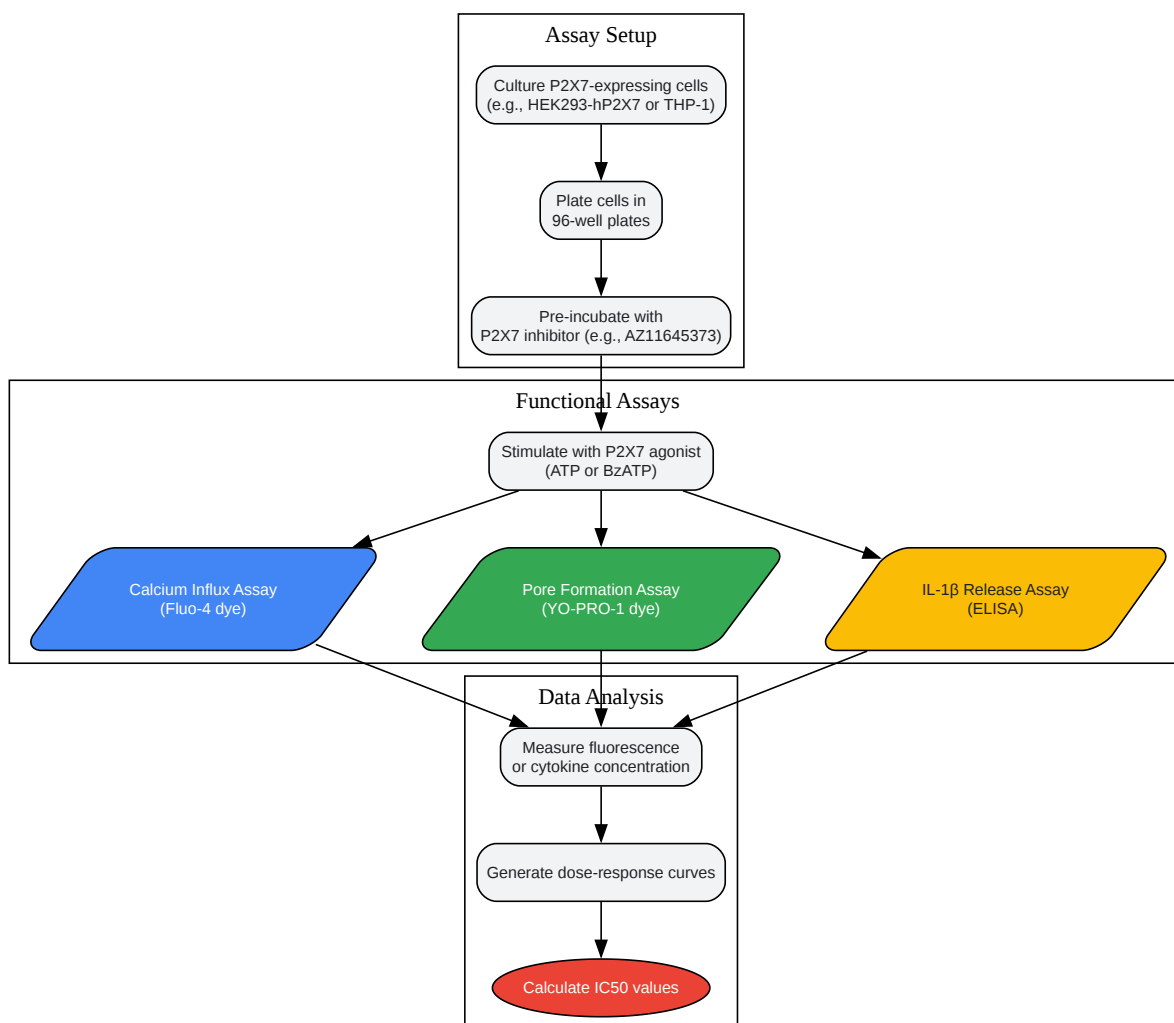 Assay Setup
Culture P2X7-expressing cells
(e.g., HEK293-hP2X7 or THP-1)
Plate cells in
96-well plates
Pre-incubate with
P2X7 inhibitor (e.g., AZ11645373)
Functional Assays
Stimulate with P2X7 agonist
(ATP or BzATP)
Calcium Influx Assay
(Fluo-4 dye)
Pore Formation Assay
(YO-PRO-1 dye)
IL-1β Release Assay
(ELISA)
Data Analysis
Measure fluorescence
or cytokine concentration
Generate dose-response curves
Calculate IC50 values